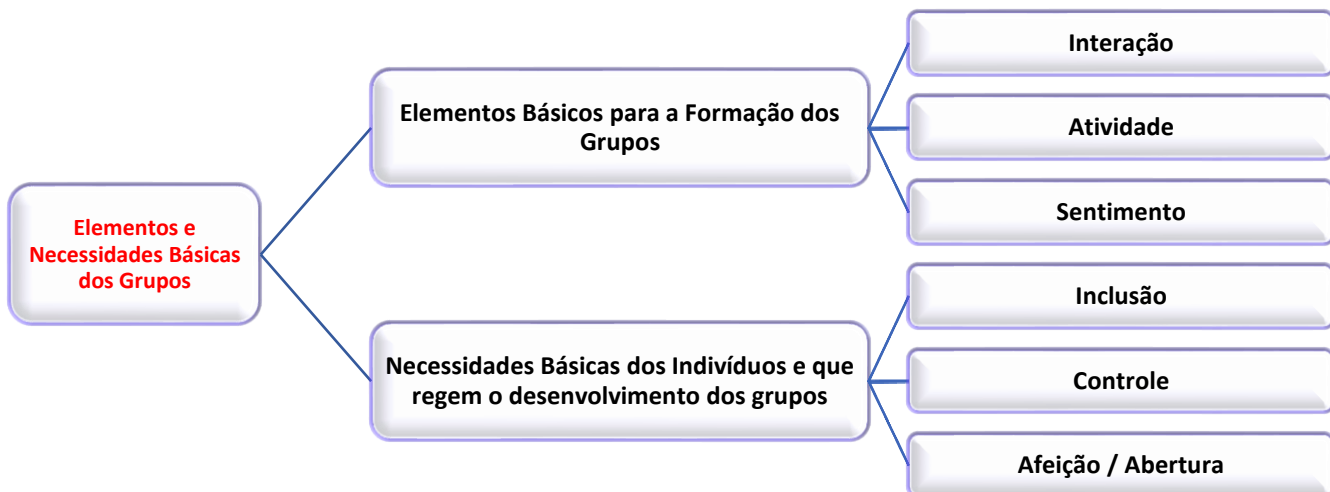 Elementos e
Necessidades Básicas
dos Grupos
Elementos Básicos para a Formação dos
Grupos
Interação
Atividade
Sentimento
Necessidades Básicas dos Indivíduos e que
regem o desenvolvimento dos grupos
Inclusão
Controle
Afeição / Abertura